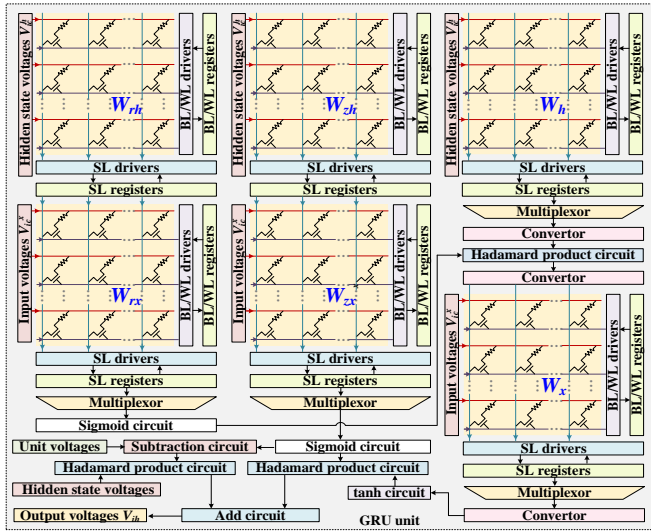 Hidden state voltages V_ic^h
W_rh
BL/WL drivers
BL/WL registers
SL drivers
SL registers
Hidden state voltages V_ic^h
W_zh
BL/WL drivers
BL/WL registers
SL drivers
SL registers
Hidden state voltages V_ic^h
W_h
BL/WL drivers
BL/WL registers
SL drivers
SL registers
Multiplexor
Convertor
Hadamard product circuit
Convertor
Input voltages V_ic^x
W_rx
BL/WL drivers
BL/WL registers
SL drivers
SL registers
Multiplexor
Sigmoid circuit
Input voltages V_ic^x
W_zx
BL/WL drivers
BL/WL registers
SL drivers
SL registers
Multiplexor
Sigmoid circuit
Input voltages V_ic^x
W_x
BL/WL drivers
BL/WL registers
SL drivers
SL registers
Multiplexor
Convertor
Unit voltages
Subtraction circuit
Hadamard product circuit
Hadamard product circuit
Hidden state voltages
tanh circuit
Output voltages V_ih
Add circuit
GRU unit